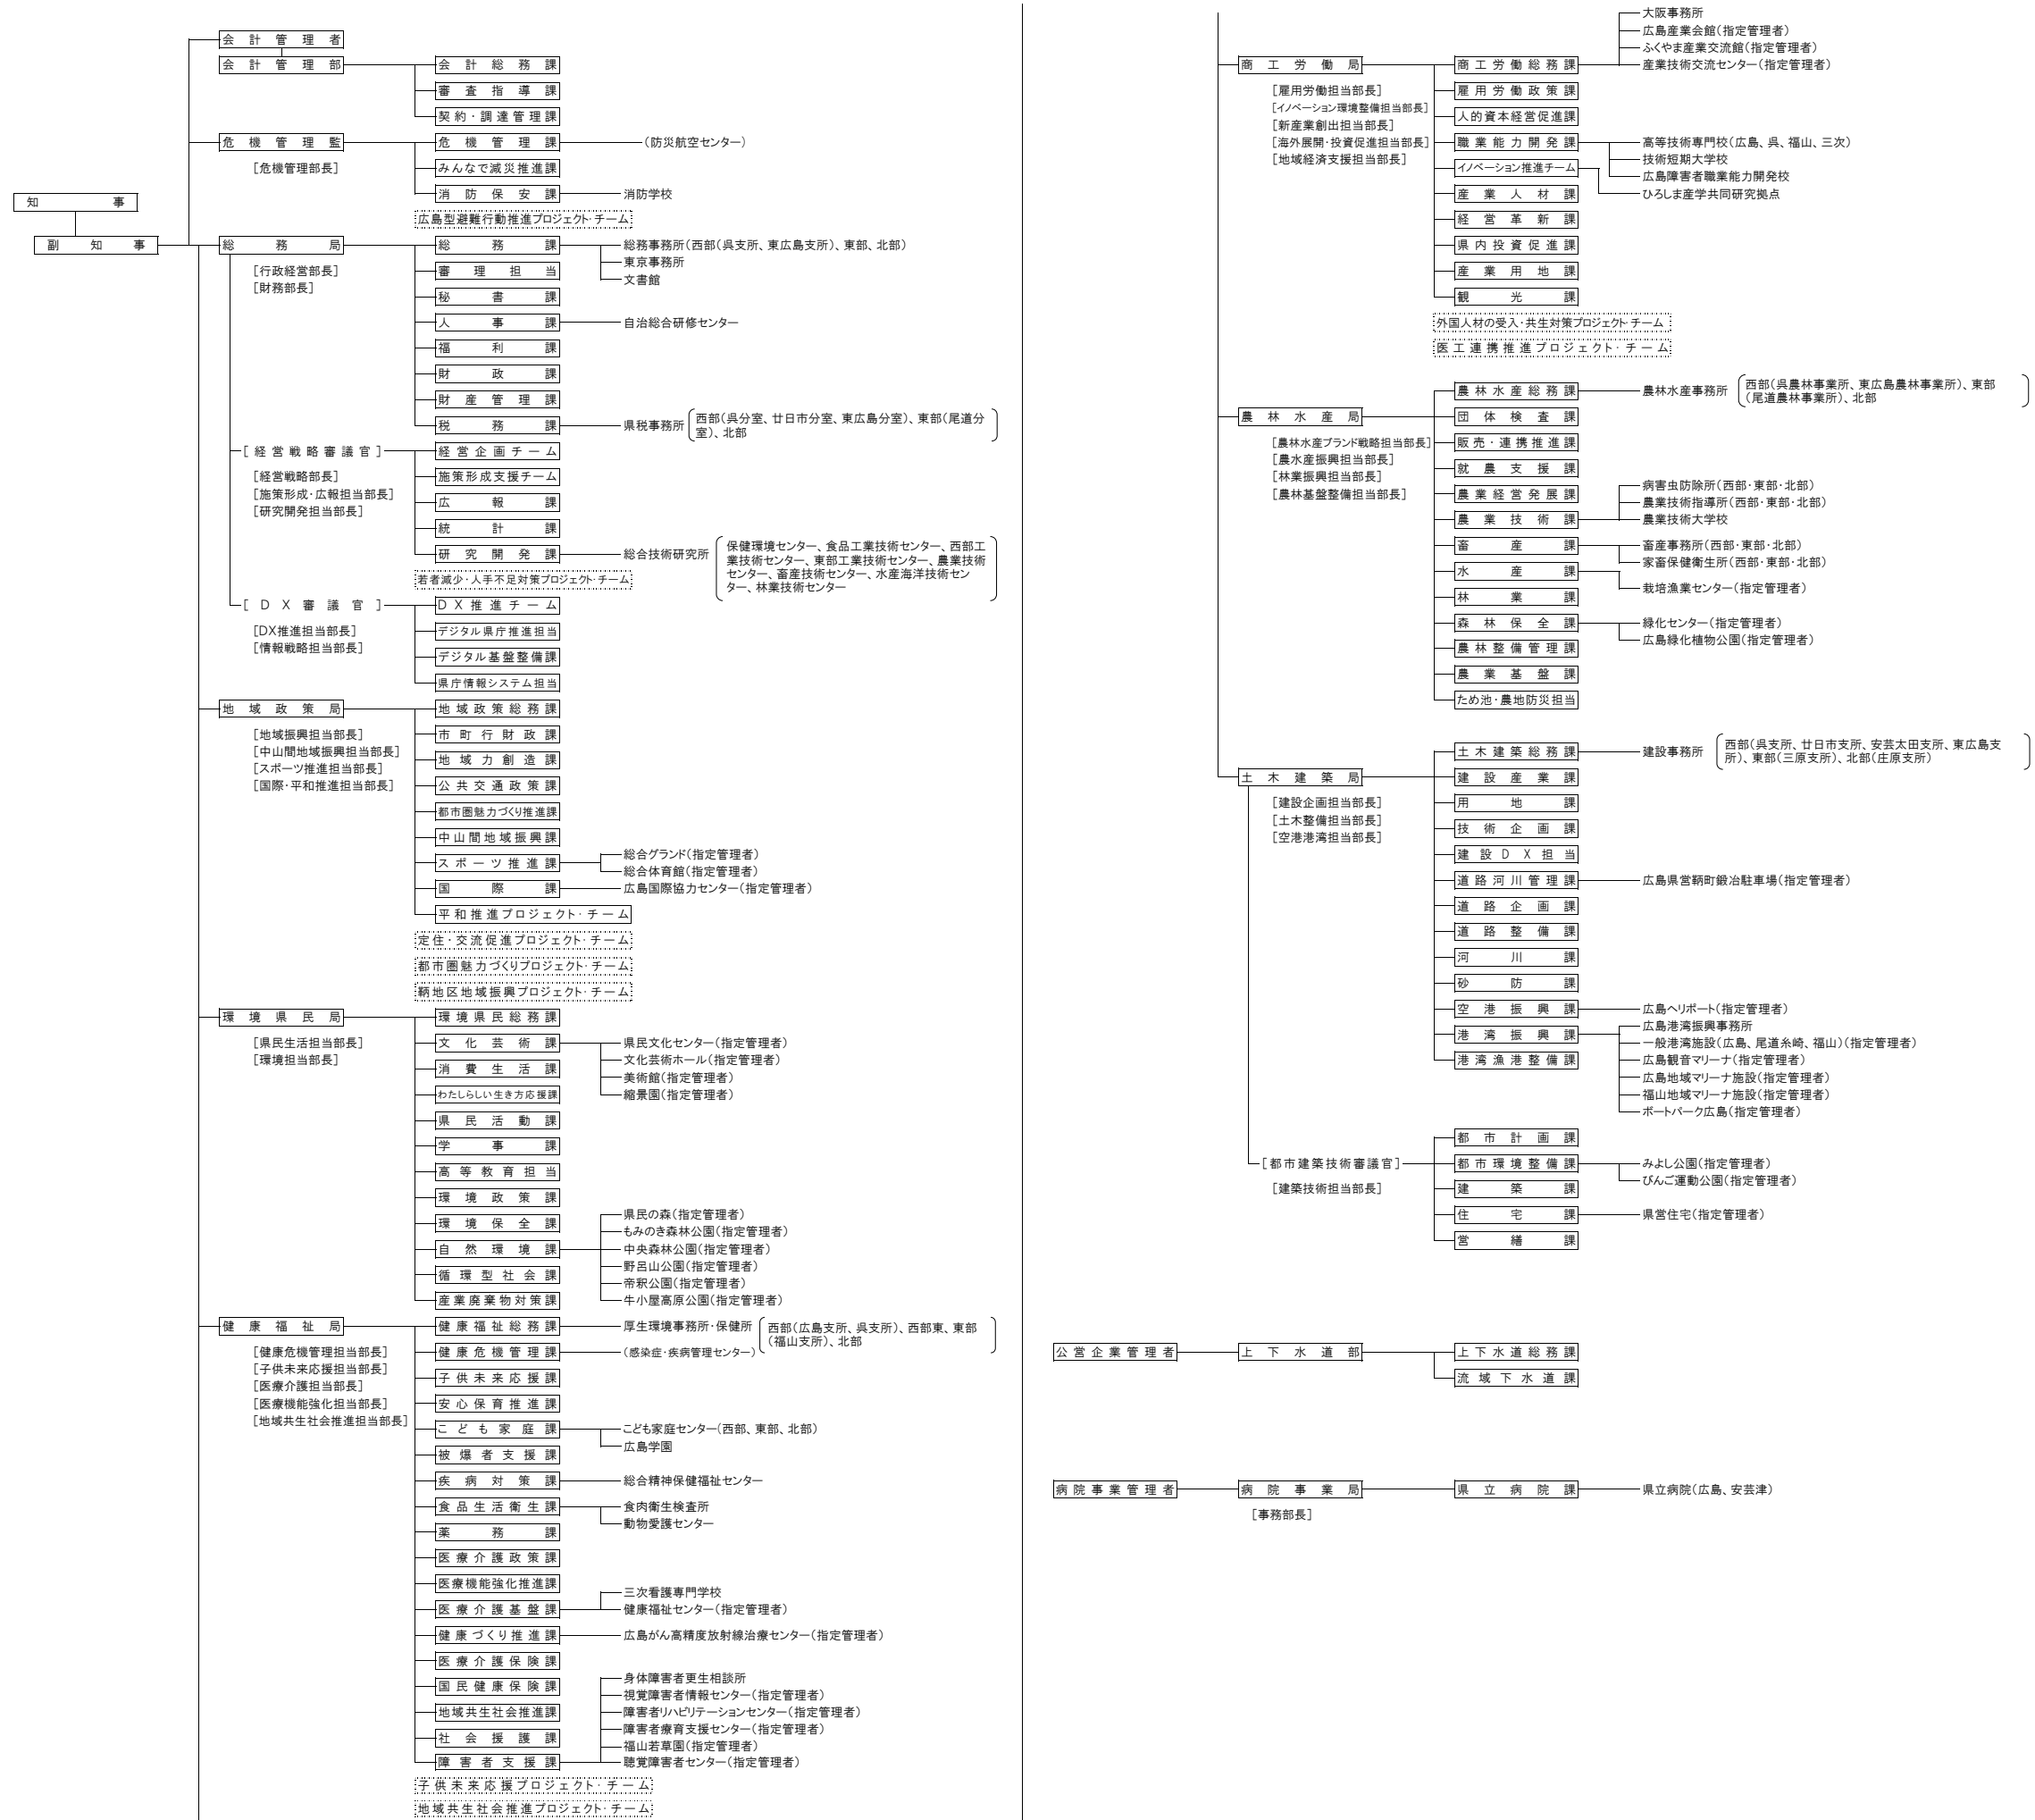 知事
副知事
会計管理者
会計管理部
会計総務課
審査指導課
契約・調達管理課
危機管理監
[危機管理部長]
危機管理課
(防災航空センター)
みんなで減災推進課
消防保安課
消防学校
広島型避難行動推進プロジェクト・チーム
総務局
[行政経営部長]
[財務部長]
総務課
総務事務所(西部(呉支所、東広島支所)、東部、北部)
東京事務所
文書館
審理担当
秘書課
人事課
自治総合研修センター
福利課
財政課
財産管理課
税務課
県税事務所
西部(呉分室、廿日市分室、東広島分室)、東部(尾道分
室)、北部
[経営戦略審議官]
[経営戦略部長]
[施策形成・広報担当部長]
[研究開発担当部長]
経営企画チーム
施策形成支援チーム
広報課
統計課
研究開発課
総合技術研究所
保健環境センター、食品工業技術センター、西部工
業技術センター、東部工業技術センター、農業技術
センター、畜産技術センター、水産海洋技術セン
ター、林業技術センター
若者減少・人手不足対策プロジェクト・チーム
[DX審議官]
[DX推進担当部長]
[情報戦略担当部長]
DX推進チーム
デジタル県庁推進担当
デジタル基盤整備課
県庁情報システム担当
地域政策局
[地域振興担当部長]
[中山間地域振興担当部長]
[スポーツ推進担当部長]
[国際・平和推進担当部長]
地域政策総務課
市町行財政課
地域力創造課
公共交通政策課
都市圏魅力づくり推進課
中山間地域振興課
スポーツ推進課
総合グランド(指定管理者)
総合体育館(指定管理者)
国際課
広島国際協力センター(指定管理者)
平和推進プロジェクト・チーム
定住・交流促進プロジェクト・チーム
都市圏魅力づくりプロジェクト・チーム
鞆地区地域振興プロジェクト・チーム
環境県民局
[県民生活担当部長]
[環境担当部長]
環境県民総務課
文化芸術課
県民文化センター(指定管理者)
文化芸術ホール(指定管理者)
美術館(指定管理者)
縮景園(指定管理者)
消費生活課
わたしらしい生き方応援課
県民活動課
学事課
高等教育担当
環境政策課
環境保全課
自然環境課
県民の森(指定管理者)
もみのき森林公園(指定管理者)
中央森林公園(指定管理者)
野呂山公園(指定管理者)
帝釈公園(指定管理者)
牛小屋高原公園(指定管理者)
循環型社会課
産業廃棄物対策課
健康福祉局
[健康危機管理担当部長]
[子供未来応援担当部長]
[医療介護担当部長]
[医療機能強化担当部長]
[地域共生社会推進担当部長]
健康福祉総務課
厚生環境事務所・保健所
西部(広島支所、呉支所)、西部東、東部
(福山支所)、北部
健康危機管理課
(感染症・疾病管理センター)
子供未来応援課
安心保育推進課
こども家庭課
こども家庭センター(西部、東部、北部)
広島学園
被爆者支援課
疾病対策課
総合精神保健福祉センター
食品生活衛生課
食肉衛生検査所
動物愛護センター
薬務課
医療介護政策課
医療機能強化推進課
医療介護基盤課
三次看護専門学校
健康福祉センター(指定管理者)
健康づくり推進課
広島がん高精度放射線治療センター(指定管理者)
医療介護保険課
国民健康保険課
地域共生社会推進課
社会援護課
障害者支援課
身体障害者更生相談所
視覚障害者情報センター(指定管理者)
障害者リハビリテーションセンター(指定管理者)
障害者療育支援センター(指定管理者)
福山若草園(指定管理者)
聴覚障害者センター(指定管理者)
子供未来応援プロジェクト・チーム
地域共生社会推進プロジェクト・チーム
商工労働局
[雇用労働担当部長]
[イノベーション環境整備担当部長]
[新産業創出担当部長]
[海外展開・投資促進担当部長]
[地域経済支援担当部長]
商工労働総務課
大阪事務所
広島産業会館(指定管理者)
ふくやま産業交流館(指定管理者)
産業技術交流センター(指定管理者)
雇用労働政策課
人的資本経営促進課
職業能力開発課
高等技術専門校(広島、呉、福山、三次)
技術短期大学校
広島障害者職業能力開発校
イノベーション推進チーム
ひろしま産学共同研究拠点
産業人材課
経営革新課
県内投資促進課
産業用地課
観光課
外国人材の受入・共生対策プロジェクト・チーム
医工連携推進プロジェクト・チーム
農林水産局
[農林水産ブランド戦略担当部長]
[農水産振興担当部長]
[林業振興担当部長]
[農林基盤整備担当部長]
農林水産総務課
農林水産事務所
西部(呉農林事業所、東広島農林事業所)、東部
(尾道農林事業所)、北部
団体検査課
販売・連携推進課
就農支援課
農業経営発展課
農業技術課
病害虫防除所(西部・東部・北部)
農業技術指導所(西部・東部・北部)
農業技術大学校
畜産課
畜産事務所(西部・東部・北部)
家畜保健衛生所(西部・東部・北部)
水産課
栽培漁業センター(指定管理者)
林業課
森林保全課
緑化センター(指定管理者)
広島緑化植物公園(指定管理者)
農林整備管理課
農業基盤課
ため池・農地防災担当
土木建築局
[建設企画担当部長]
[土木整備担当部長]
[空港港湾担当部長]
土木建築総務課
建設事務所
西部(呉支所、廿日市支所、安芸太田支所、東広島支
所)、東部(三原支所)、北部(庄原支所)
建設産業課
用地課
技術企画課
建設DX担当
道路河川管理課
広島県営鞆町鍛冶駐車場(指定管理者)
道路企画課
道路整備課
河川課
砂防課
空港振興課
広島ヘリポート(指定管理者)
港湾振興課
広島港湾振興事務所
一般港湾施設(広島、尾道糸崎、福山)(指定管理者)
広島観音マリーナ(指定管理者)
広島地域マリーナ施設(指定管理者)
福山地域マリーナ施設(指定管理者)
ボートパーク広島(指定管理者)
港湾漁港整備課
[都市建築技術審議官]
[建築技術担当部長]
都市計画課
都市環境整備課
みよし公園(指定管理者)
びんご運動公園(指定管理者)
建築課
住宅課
県営住宅(指定管理者)
営繕課
公営企業管理者
上下水道部
上下水道総務課
流域下水道課
病院事業管理者
病院事業局
[事務部長]
県立病院課
県立病院(広島、安芸津)